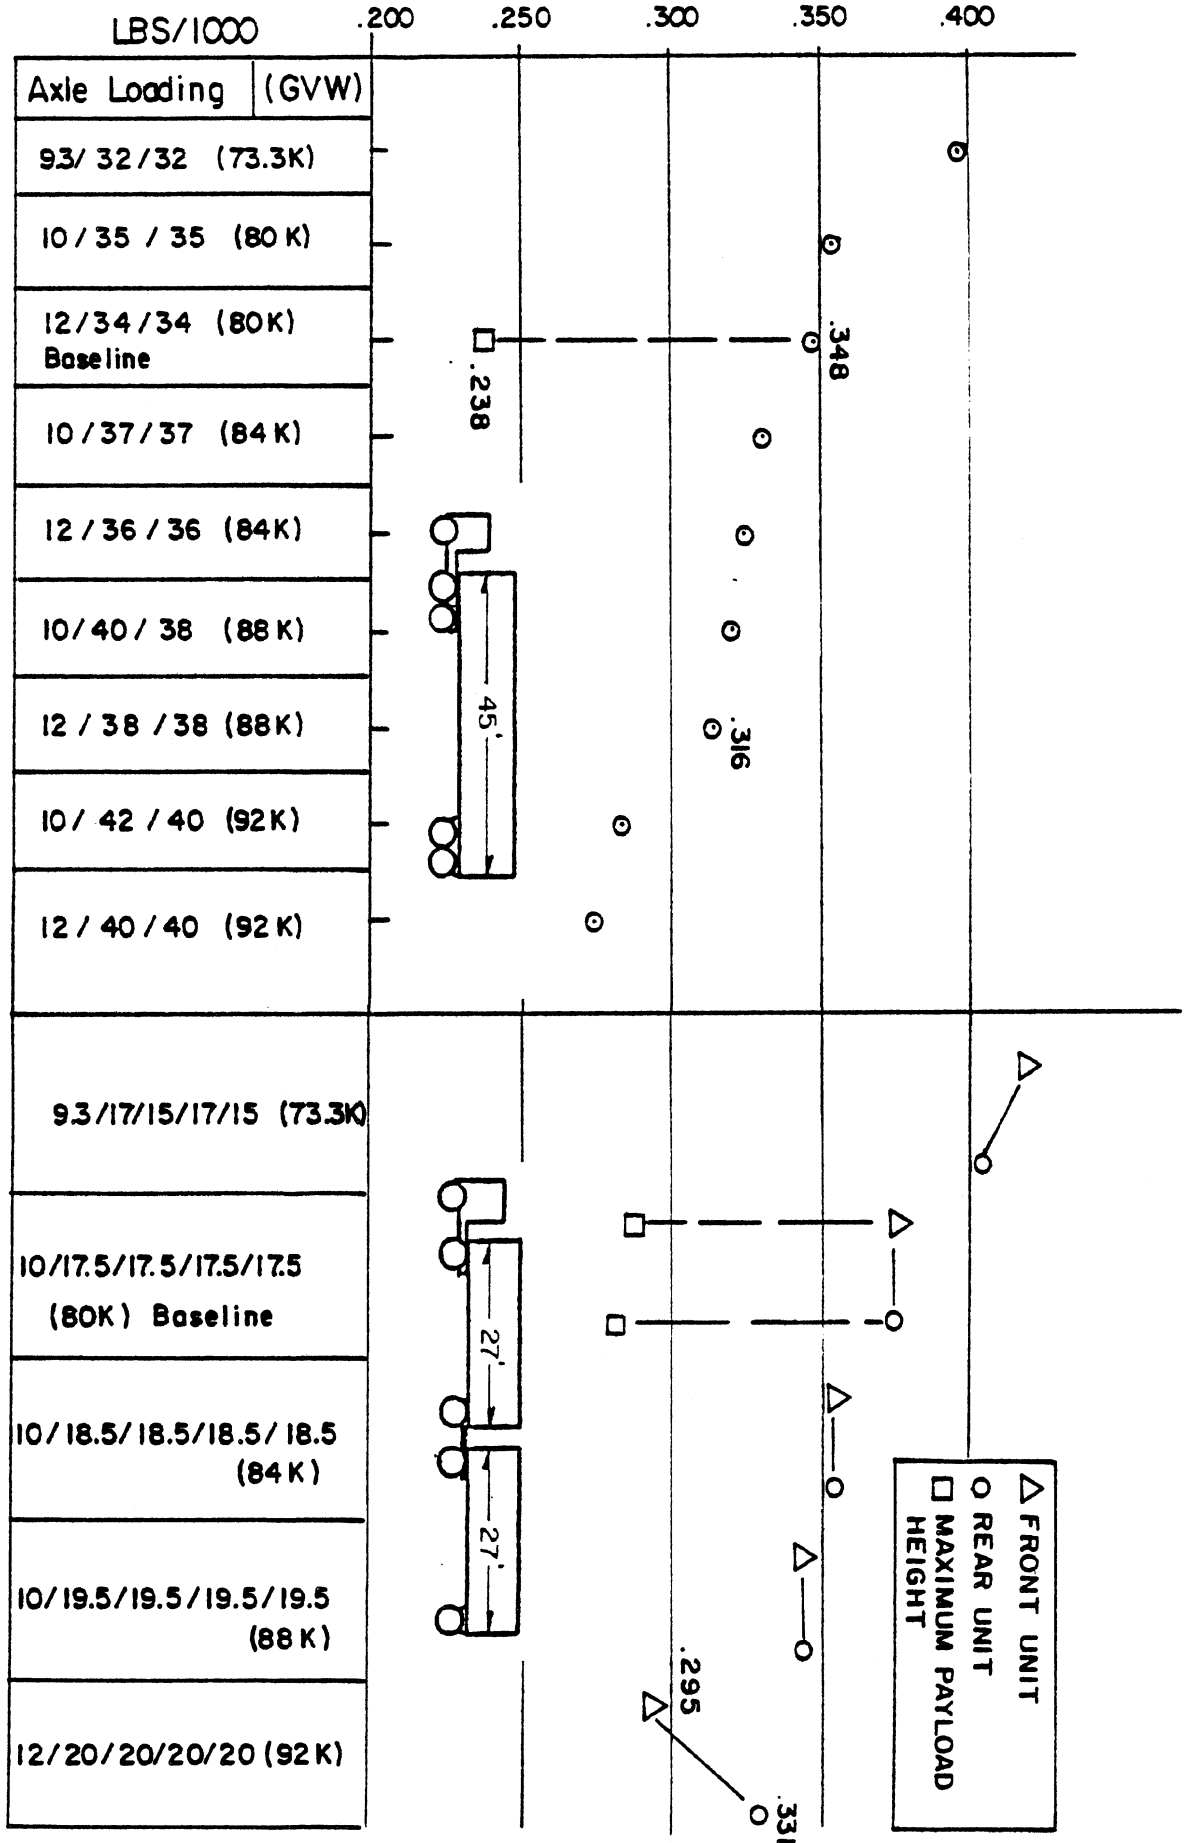 .200 .250 .300 .350 .400
LBS/1000
Axle Loading (GVW)
9.3/32/32 (73.3K)
10/35/35 (80K)
12/34/34 (80K)
Baseline
.348
.238
10/37/37 (84K)
12/36/36 (84K)
10/40/38 (88K)
12/38/38 (88K)
45'
.316
10/42/40 (92K)
12/40/40 (92K)
9.3/17/15/17/15 (73.3K)
10/17.5/17.5/17.5/17.5
(80K) Baseline
27'
10/18.5/18.5/18.5/18.5
(84K)
27'
10/19.5/19.5/19.5/19.5
(88K)
12/20/20/20/20 (92K)
.295
.331
FRONT UNIT
REAR UNIT
MAXIMUM PAYLOAD
HEIGHT